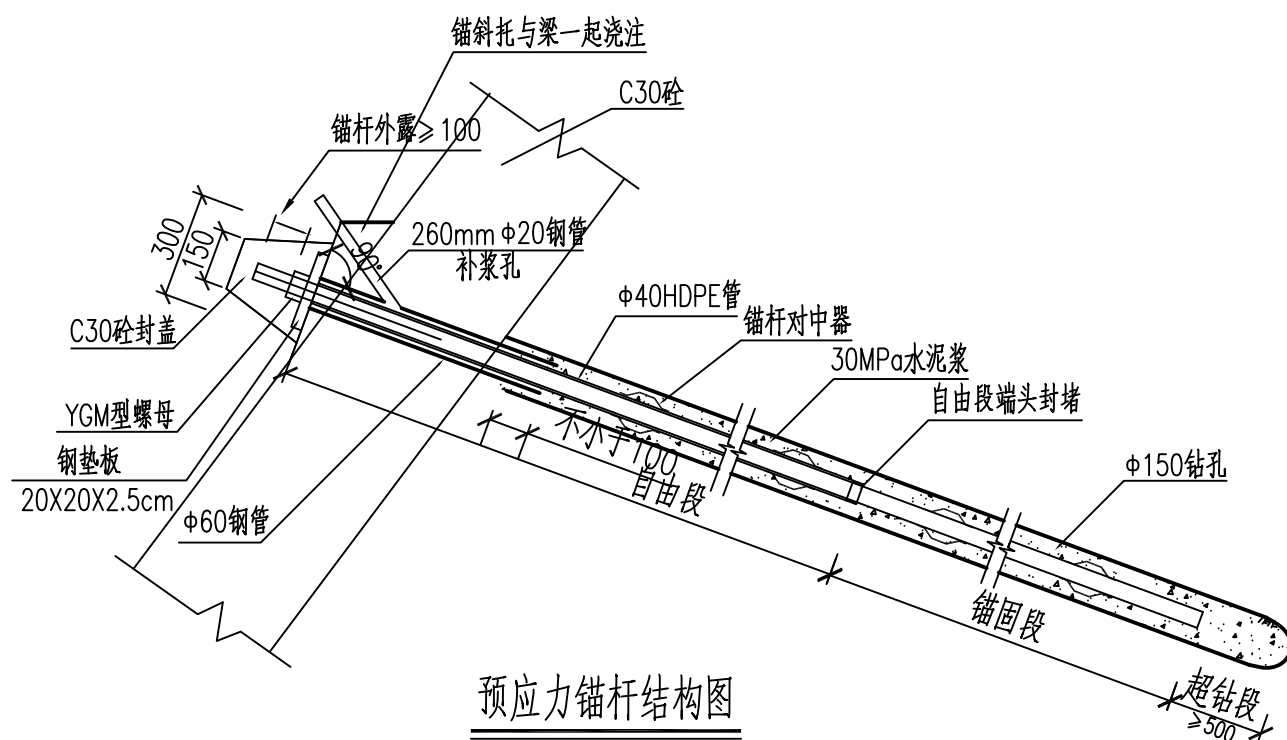 锚斜托与梁一起浇注
C30砼
锚杆外露≥100
300
150
90°
260mm φ20钢管
补浆孔
φ40HDPE管
锚杆对中器
30MPa水泥浆
自由段端头封堵
C30砼封盖
YGM型螺母
钢垫板
20X20X2.5cm
φ60钢管
不小于100
自由段
φ150钻孔
锚固段
超钻段
≥500
预应力锚杆结构图